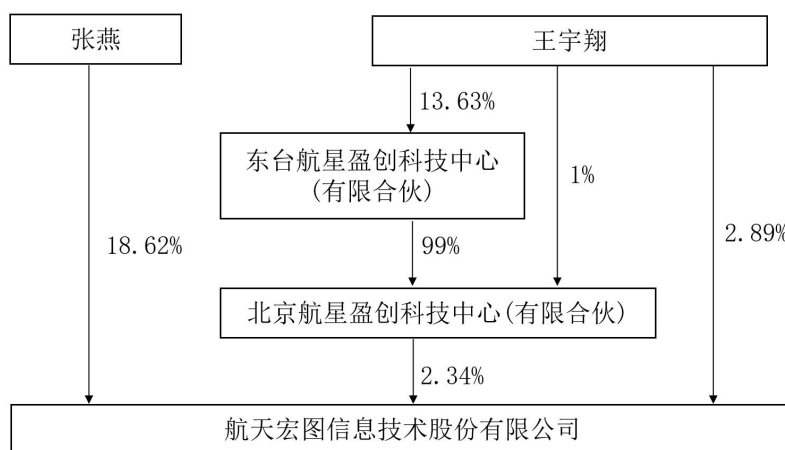 张燕
王宇翔
13.63%
东台航星盈创科技中心
(有限合伙)
1%
2.89%
18.62%
99%
北京航星盈创科技中心(有限合伙)
2.34%
航天宏图信息技术股份有限公司